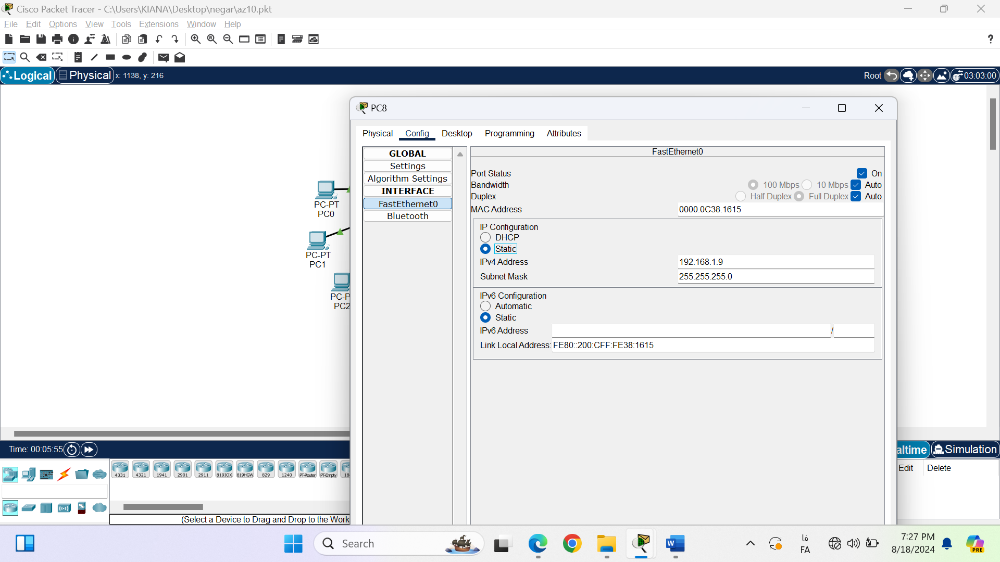 Cisco Packet Tracer - C:\Users\KIANA\Desktop\negar\az10.pkt
File Edit Options View Tools Extensions Window Help
?
Logical Physical x: 1138, y: 216 Root 03:03:00
PC8
Physical Config Desktop Programming Attributes
GLOBAL
Settings
Algorithm Settings
INTERFACE
FastEthernet0
Bluetooth
FastEthernet0
Port Status On
Bandwidth 100 Mbps 10 Mbps Auto
Duplex Half Duplex Full Duplex Auto
MAC Address 0000.0C38.1615
IP Configuration
DHCP
Static
IPv4 Address 192.168.1.9
Subnet Mask 255.255.255.0
IPv6 Configuration
Automatic
Static
IPv6 Address /
Link Local Address: FE80::200:CFF:FE38:1615
PC-PT
PC0
PC-PT
PC1
PC-P
PC2
Time: 00:05:55
altime Simulation
4331 4321 1941 2901 2911 819IOX 819HGW 829 1240 PT-Router PT-Empty 18
Edit Delete
(Select a Device to Drag and Drop to the Work
Search
فا
FA
7:27 PM
8/18/2024
PRE